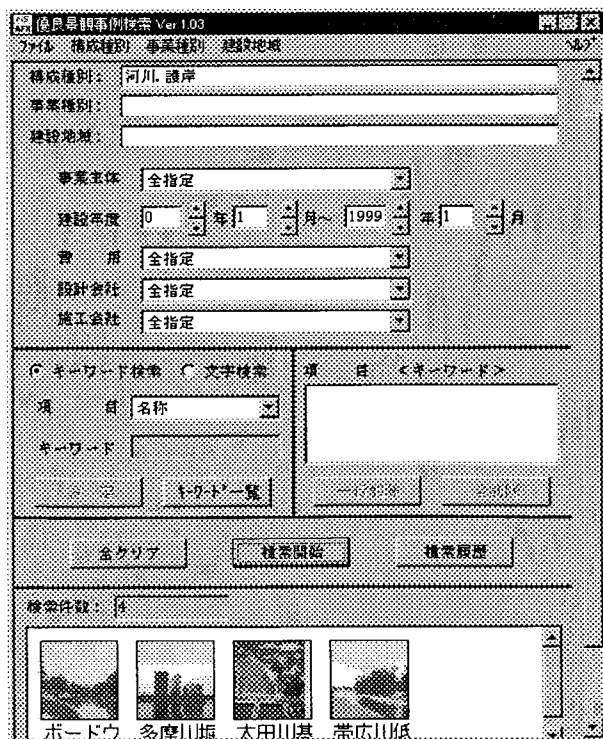 優良景観事例検索 Ver 1.03
ファイル 構成種別 事業種別 建設地域 ヘルプ
構成種別： 河川．護岸
事業種別：
建設地域：
事業主体 全指定
建設年度 0 年 1 月～ 1999 年 1 月
費 用 全指定
設計会社 全指定
施工会社 全指定
キーワード検索 文字検索
項 目 ＜キーワード＞
項 目 名称
キーワード
キーワード一覧
全クリア 検索開始 検索履歴
検索件数： 4
ボードウ 多摩川堀 太田川基 帯広川低